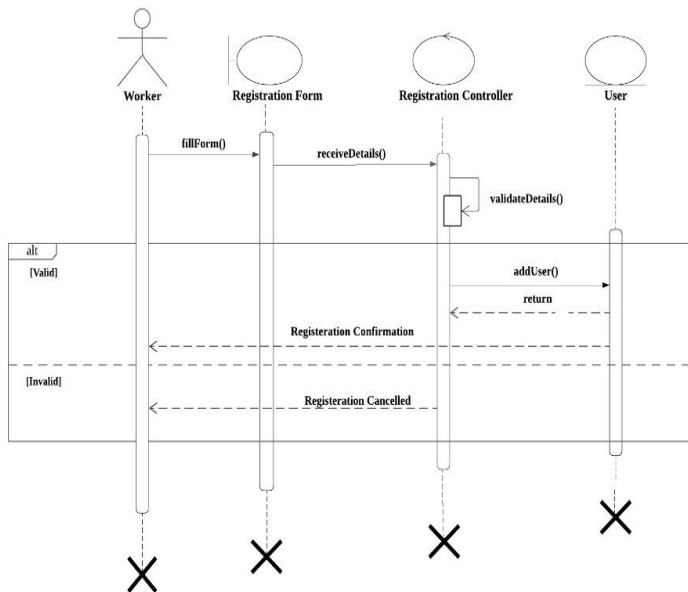 Worker
Registration Form
Registration Controller
User
fillForm()
receiveDetails()
validateDetails()
alt
[Valid]
addUser()
return
Registeration Confirmation
[Invalid]
Registeration Cancelled